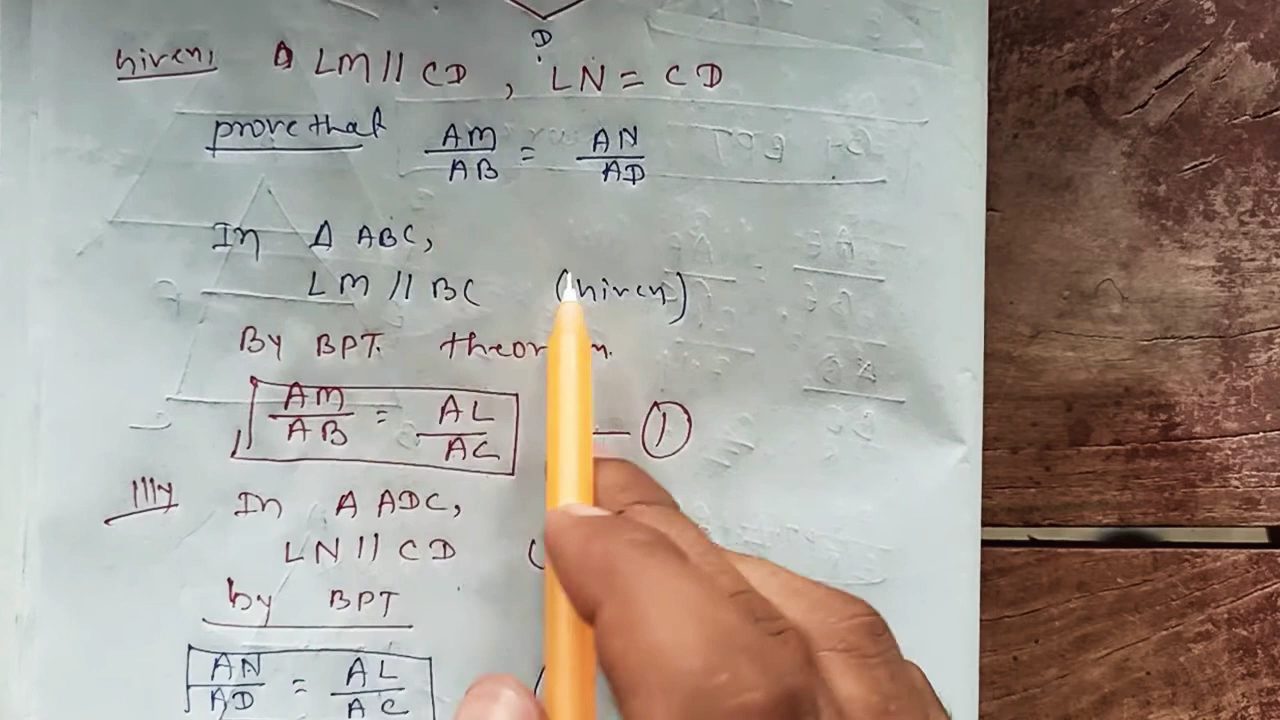 D
Given, LM // CD , LN = CD
prove that AM/AB = AN/AD
In Δ ABC,
LM // BC (Given)
By BPT. theorem.
AM/AB = AL/AC — ①
Illly In Δ ADC,
LN // CD (
by BPT
AN/AD = AL/AC (